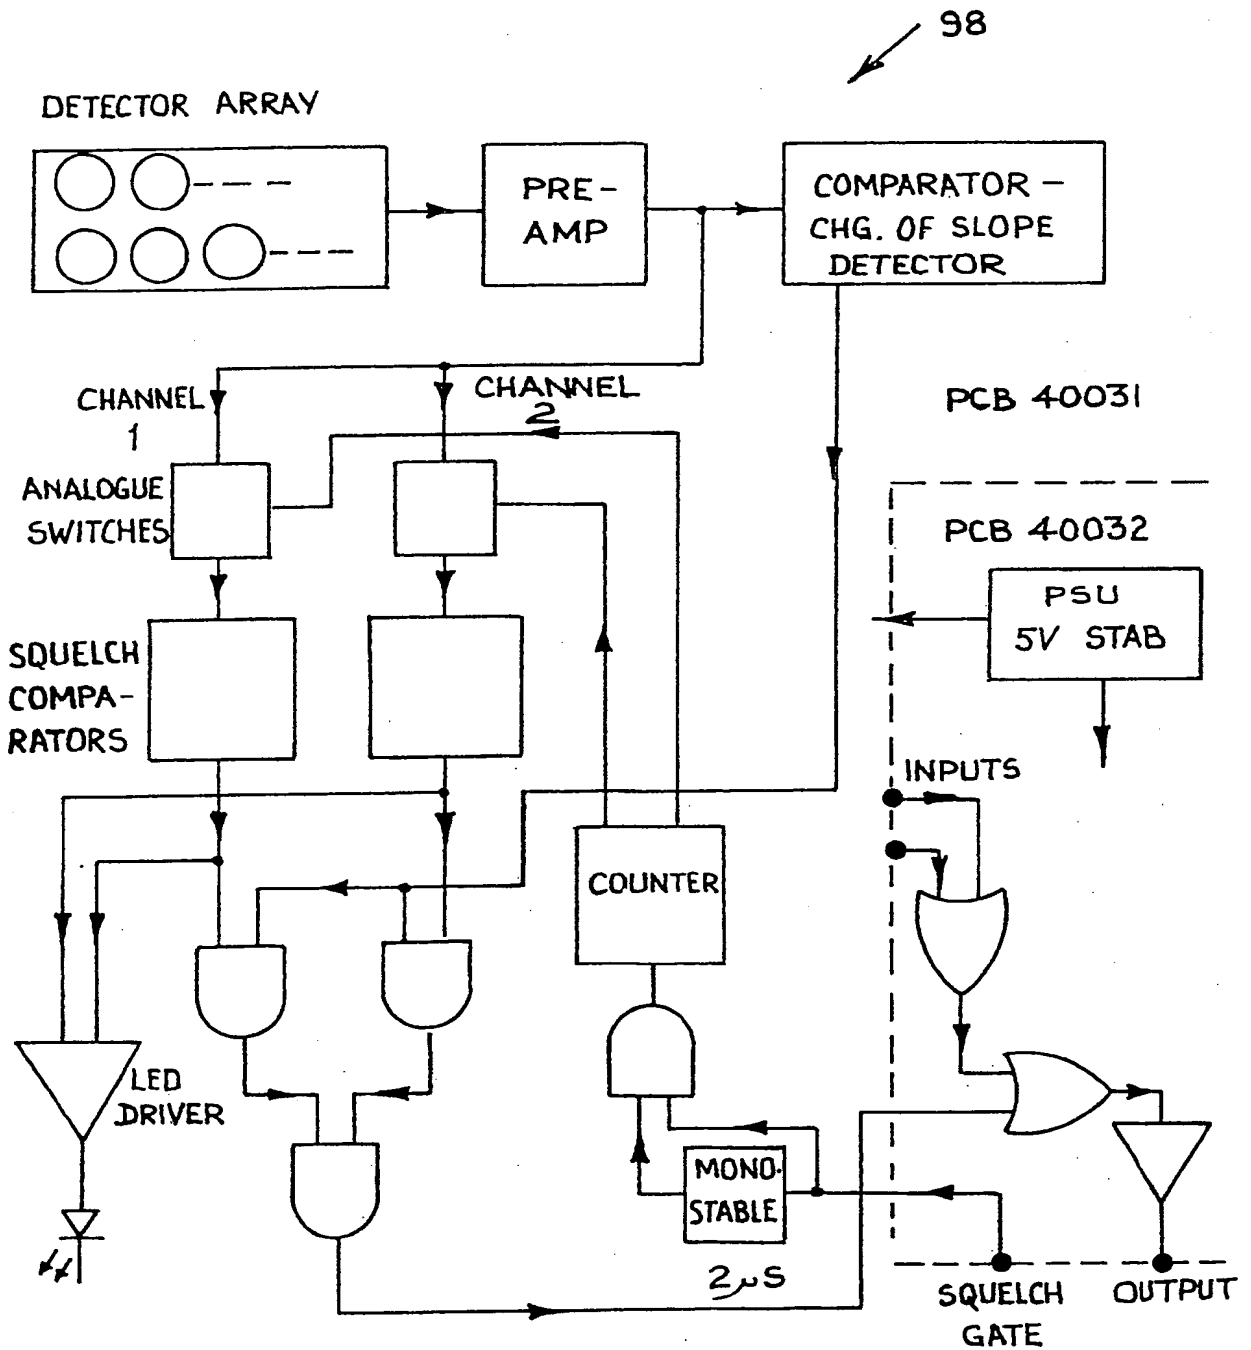 98
DETECTOR ARRAY
PRE-
AMP
COMPARATOR -
CHG. OF SLOPE
DETECTOR
CHANNEL
1
CHANNEL
2
PCB 40031
ANALOGUE
SWITCHES
PCB 40032
PSU
5V STAB
SQUELCH
COMPA-
RATORS
INPUTS
COUNTER
LED
DRIVER
MONO-
STABLE
2μS
SQUELCH
GATE
OUTPUT